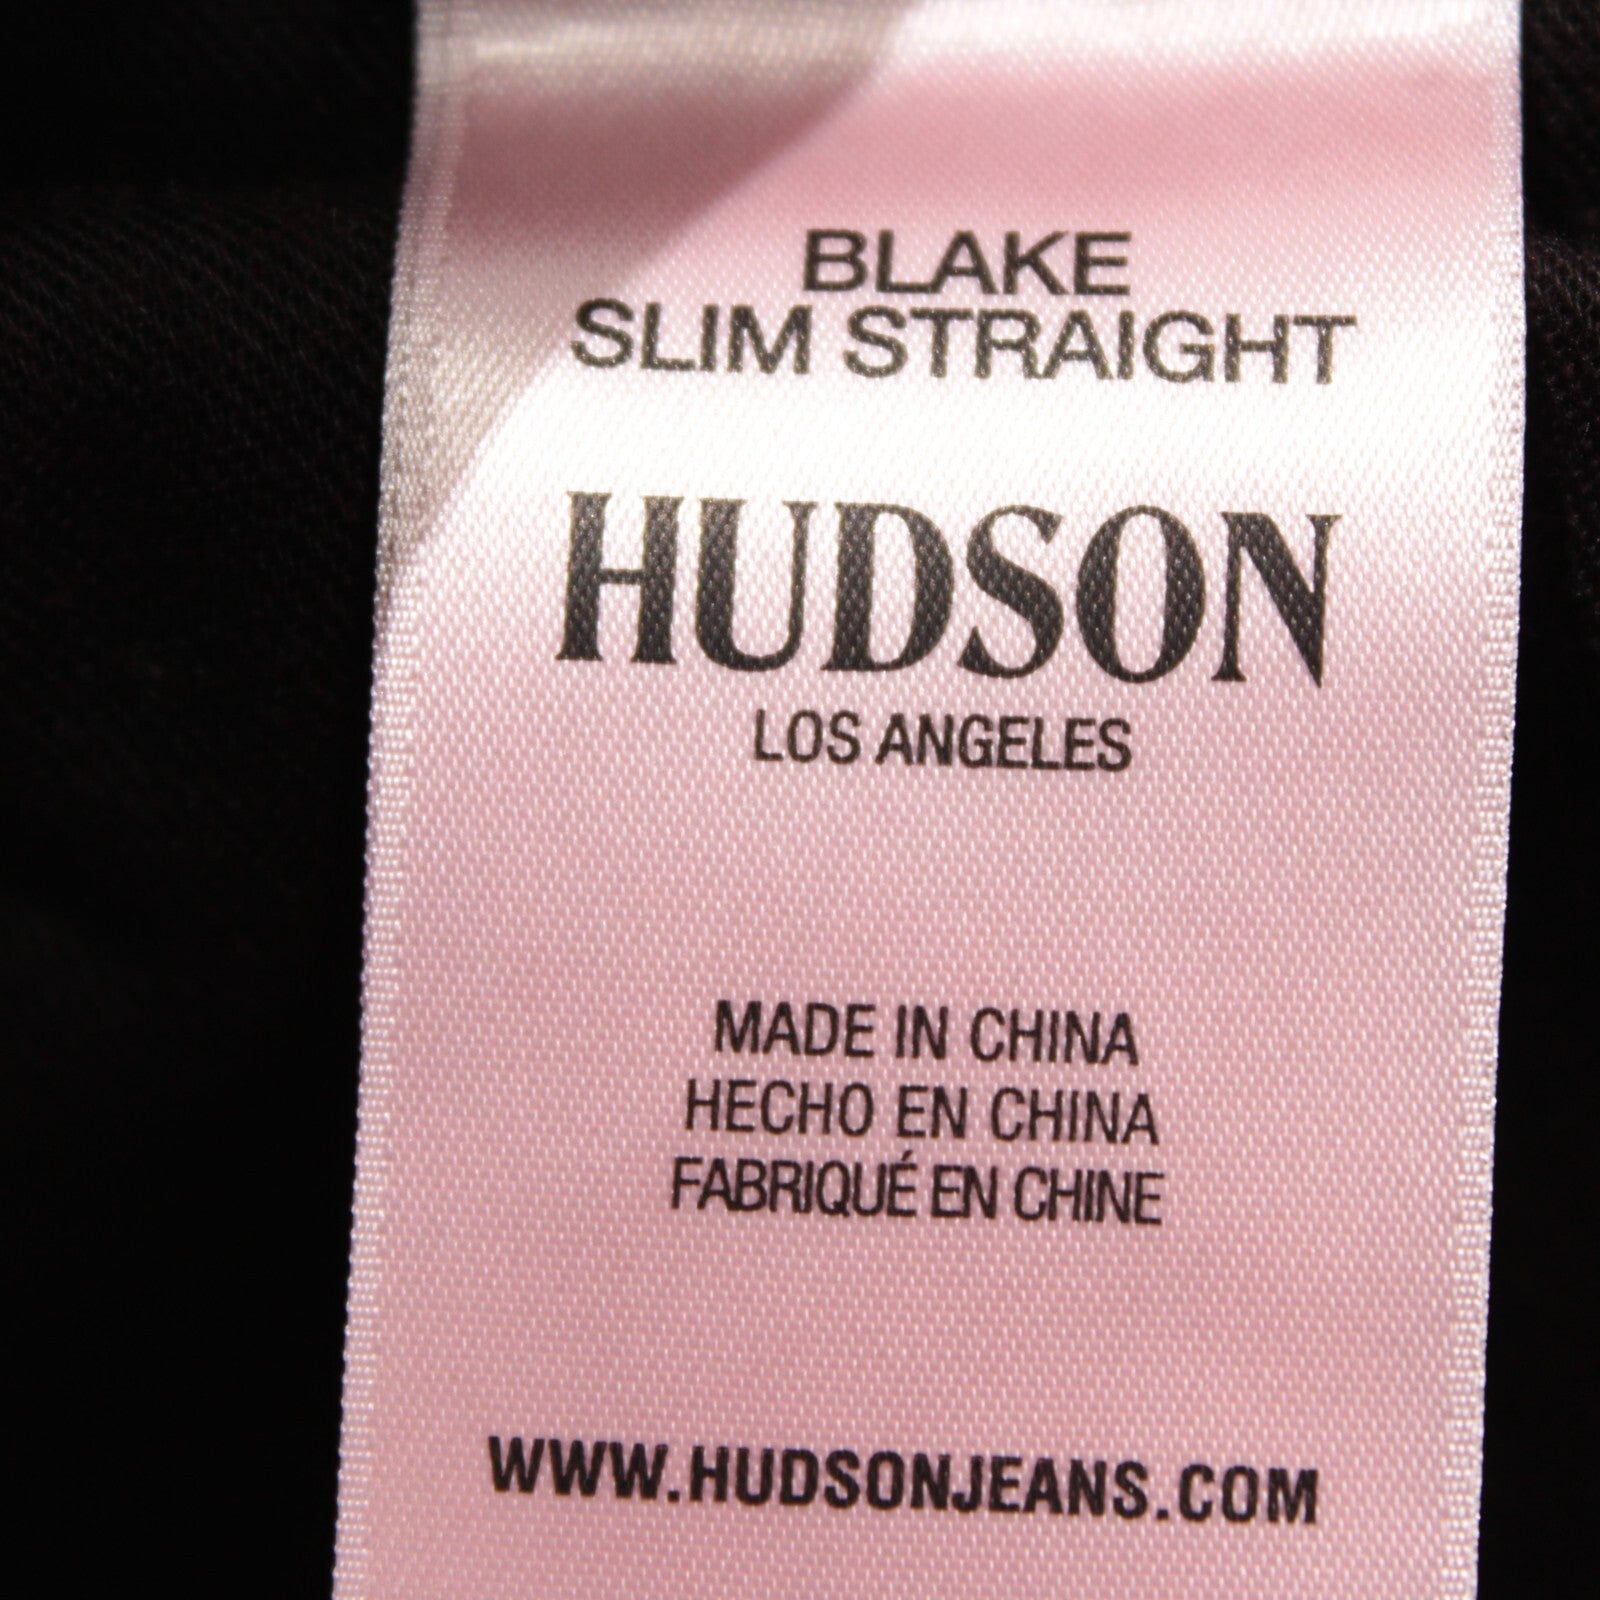 BLAKE
SLIM STRAIGHT
HUDSON
LOS ANGELES
MADE IN CHINA
HECHO EN CHINA
FABRIQUÉ EN CHINE
WWW.HUDSONJEANS.COM